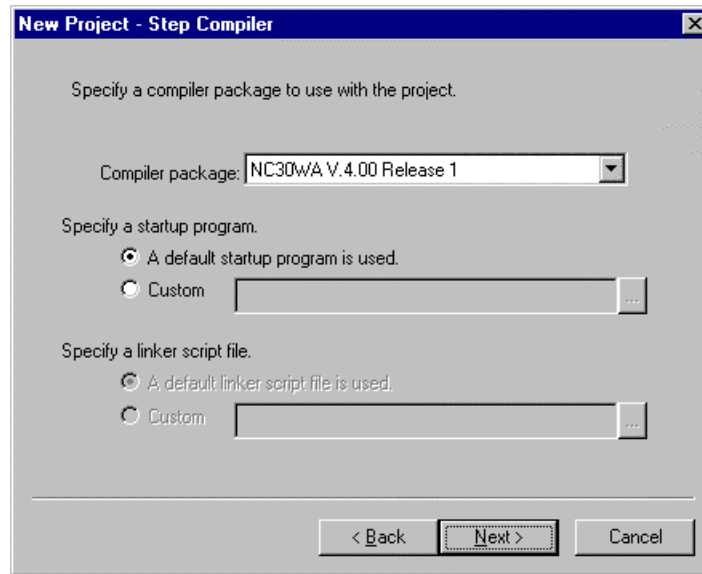 New Project - Step Compiler
Specify a compiler package to use with the project.
Compiler package: NC30WA V.4.00 Release 1
Specify a startup program.
A default startup program is used.
Custom
...
Specify a linker script file.
A default linker script file is used.
Custom
...
< Back Next > Cancel